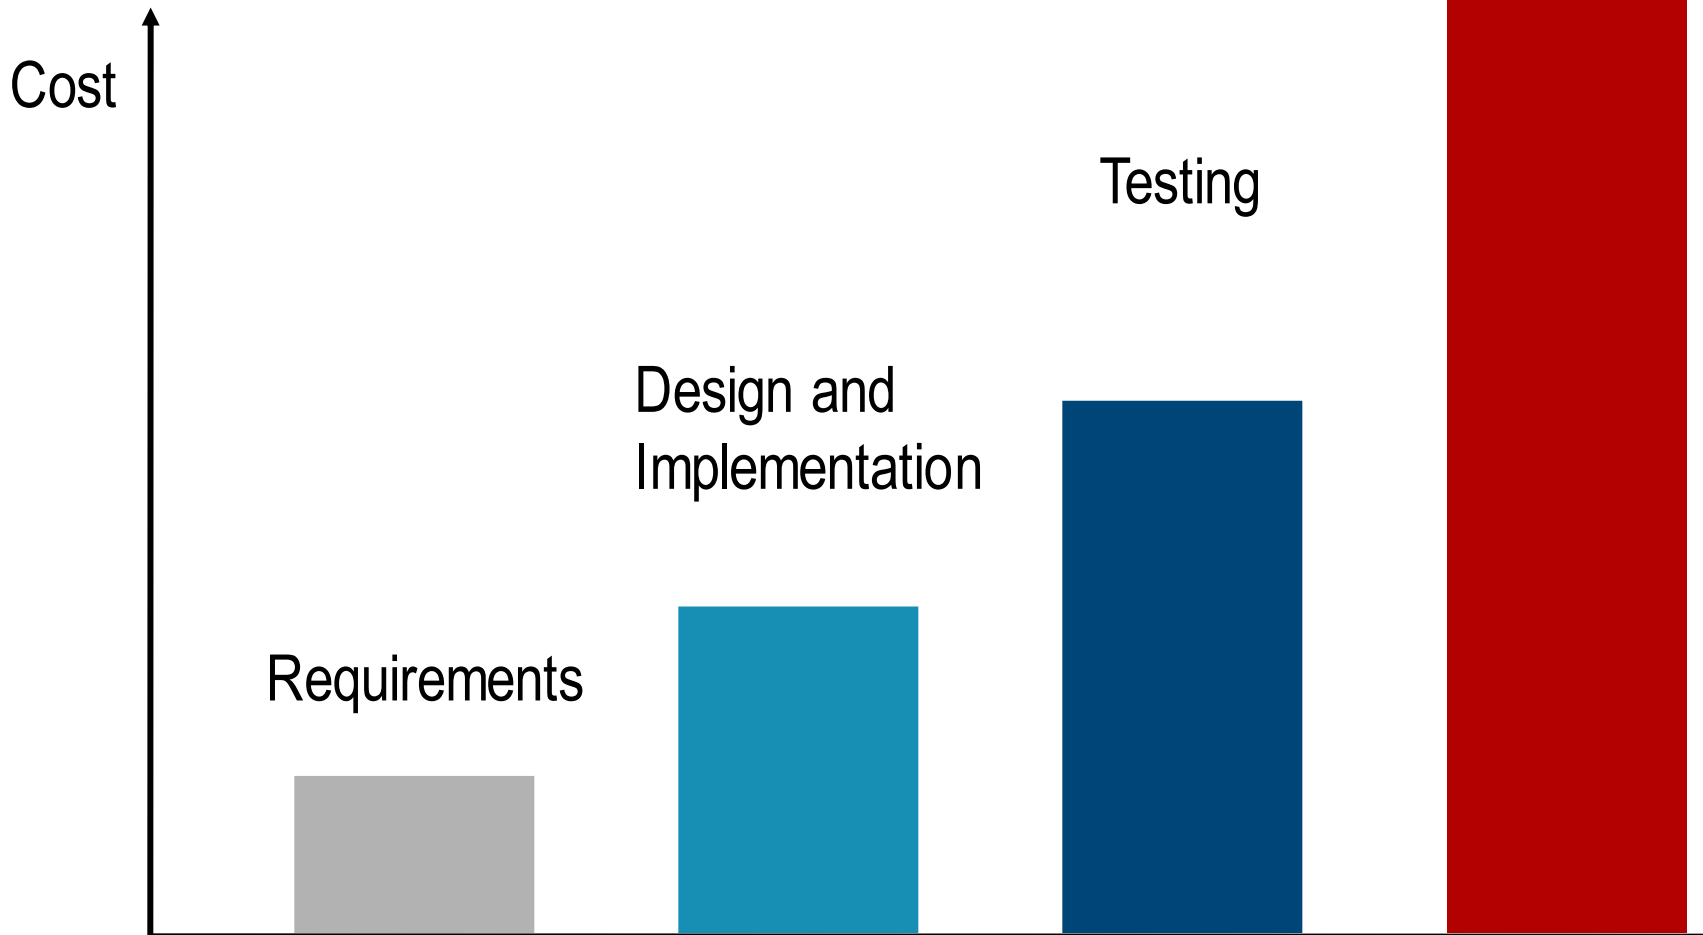 Cost
Testing
Design and
Implementation
Requirements